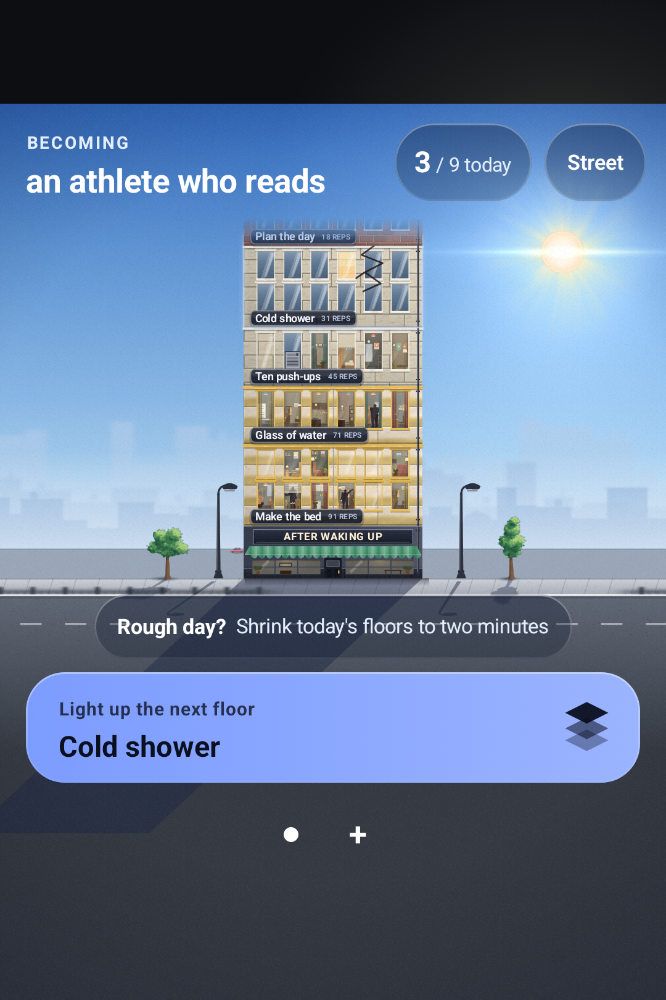 BECOMING
an athlete who reads
3 / 9 today
Street
Plan the day 18 REPS
Cold shower 31 REPS
Ten push-ups 45 REPS
Glass of water 71 REPS
Make the bed 91 REPS
AFTER WAKING UP
Rough day? Shrink today's floors to two minutes
Light up the next floor
Cold shower